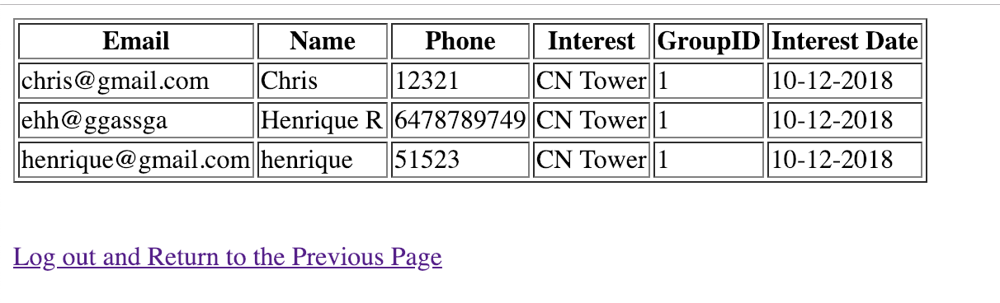 Email Name Phone Interest GroupID Interest Date
chris@gmail.com Chris 12321 CN Tower 1 10-12-2018
ehh@ggassga Henrique R 6478789749 CN Tower 1 10-12-2018
henrique@gmail.com henrique 51523 CN Tower 1 10-12-2018
Log out and Return to the Previous Page